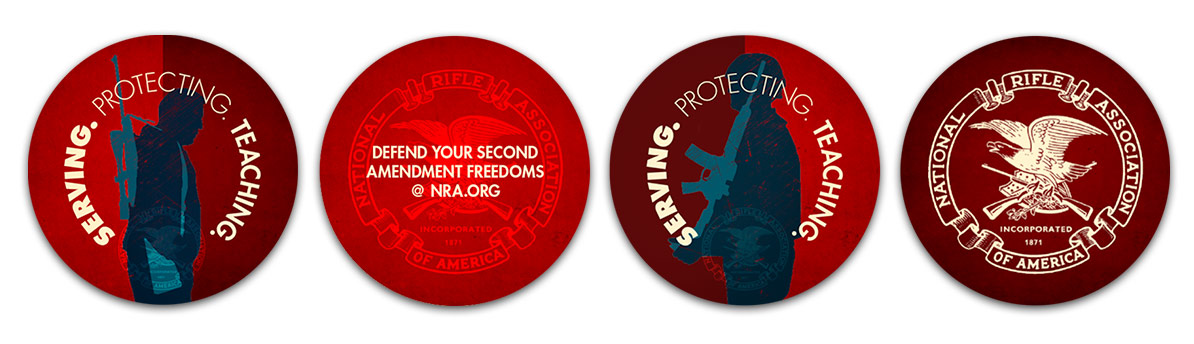 SERVING. PROTECTING. TEACHING.
NATIONAL RIFLE ASSOCIATION
DEFEND YOUR SECOND
AMENDMENT FREEDOMS
@ NRA.ORG
INCORPORATED
1871
OF AMERICA
SERVING. PROTECTING. TEACHING.
NATIONAL RIFLE ASSOCIATION
INCORPORATED
1871
OF AMERICA